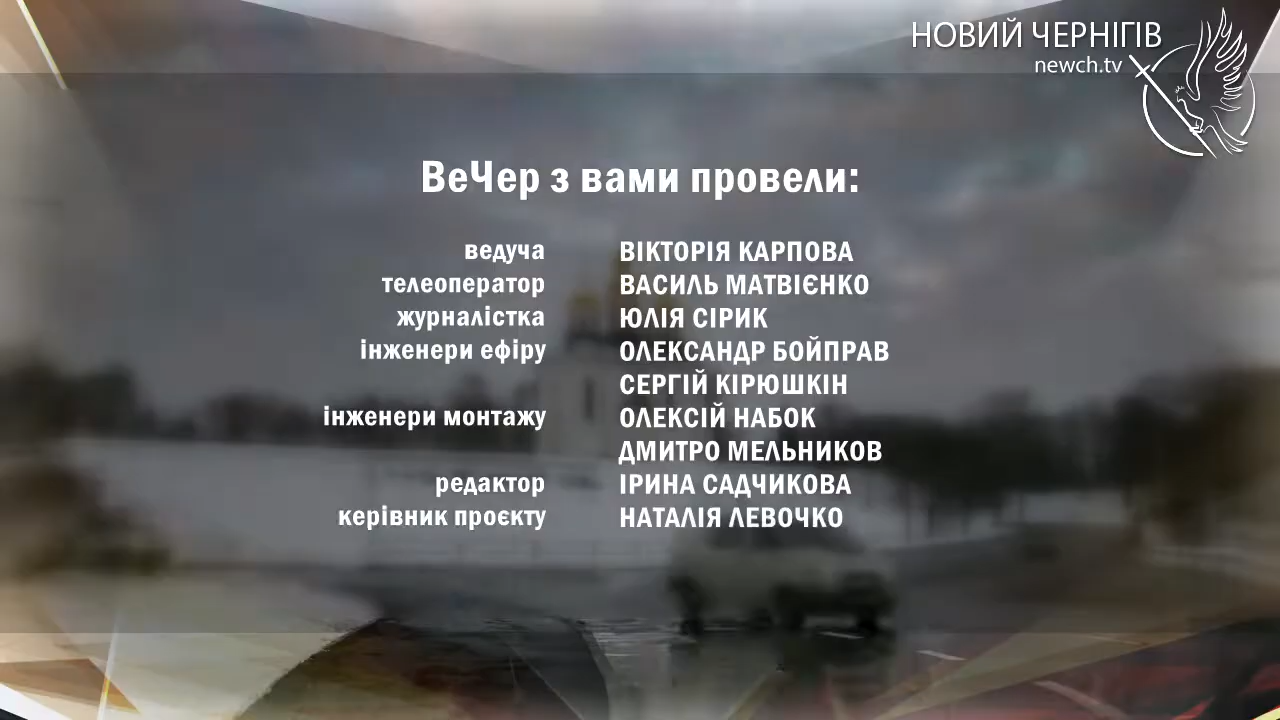 НОВИЙ ЧЕРНІГІВ
newch.tv
ВеЧер з вами провели:
ведуча ВІКТОРІЯ КАРПОВА
телеоператор ВАСИЛЬ МАТВІЄНКО
журналістка ЮЛІЯ СІРИК
інженери ефіру ОЛЕКСАНДР БОЙПРАВ
СЕРГІЙ КІРЮШКІН
інженери монтажу ОЛЕКСІЙ НАБОК
ДМИТРО МЕЛЬНИКОВ
редактор ІРИНА САДЧИКОВА
керівник проєкту НАТАЛІЯ ЛЕВОЧКО